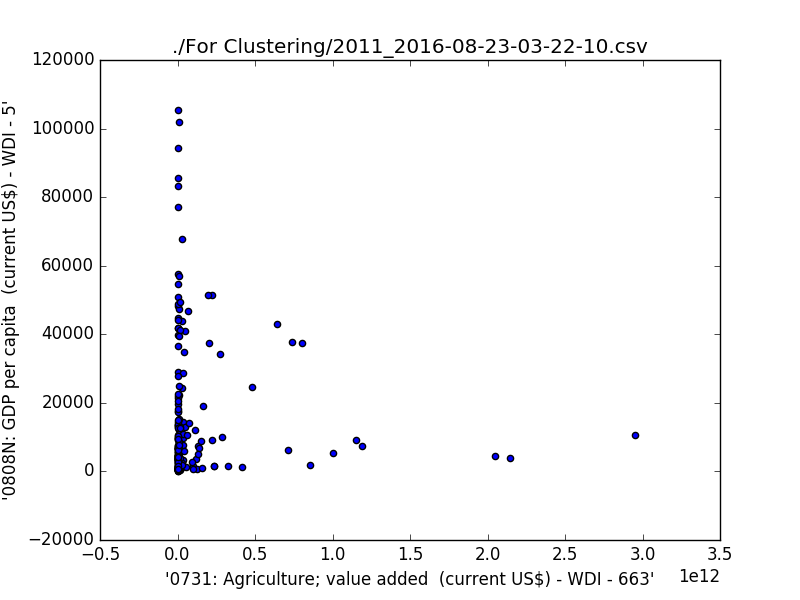 ./For Clustering/2011_2016-08-23-03-22-10.csv
120000
100000
80000
60000
40000
20000
0
−20000
'0808N: GDP per capita  (current US$) - WDI - 5'
−0.5 0.0 0.5 1.0 1.5 2.0 2.5 3.0 3.5
1e12
'0731: Agriculture; value added  (current US$) - WDI - 663'